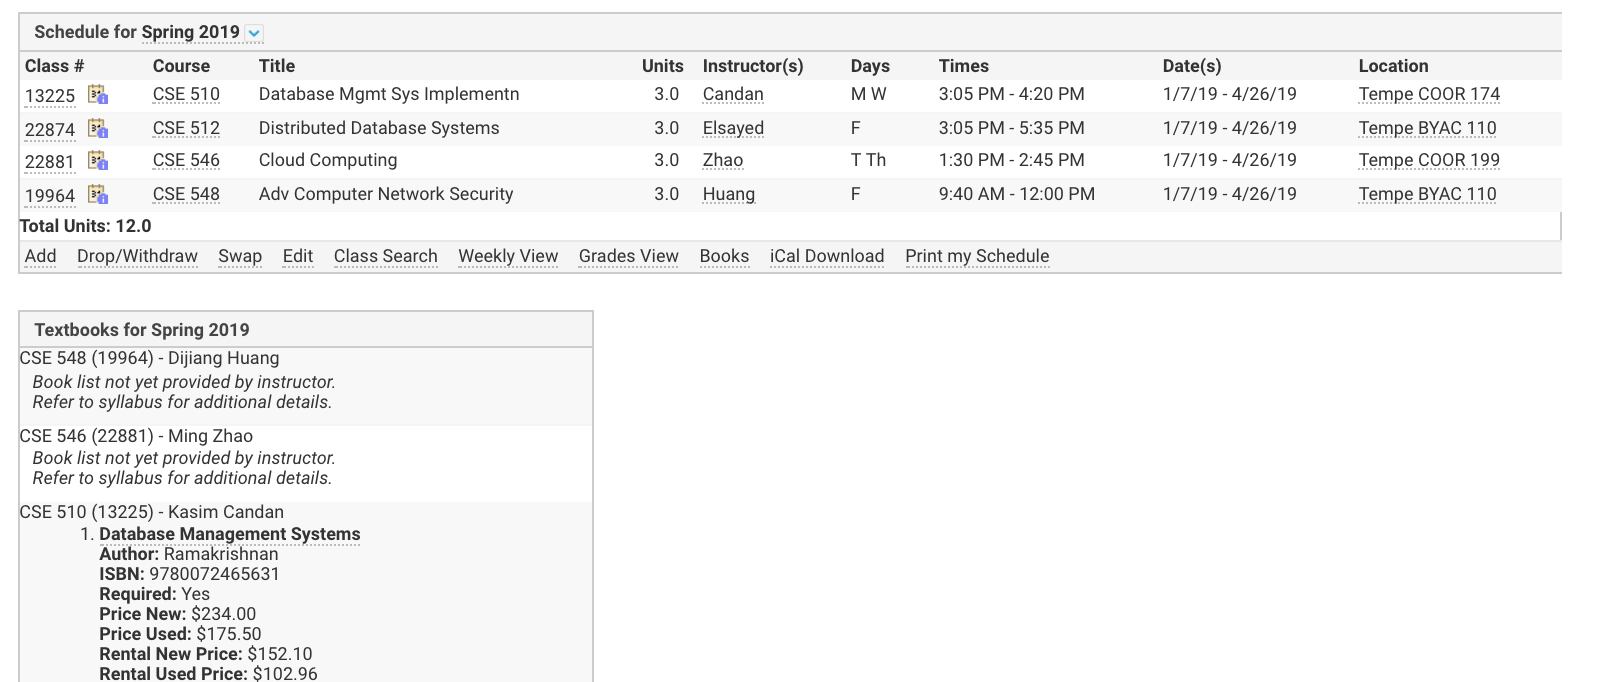 Schedule for Spring 2019
Class # Course Title Units Instructor(s) Days Times Date(s) Location
13225 CSE 510 Database Mgmt Sys Implementn 3.0 Candan M W 3:05 PM - 4:20 PM 1/7/19 - 4/26/19 Tempe COOR 174
22874 CSE 512 Distributed Database Systems 3.0 Elsayed F 3:05 PM - 5:35 PM 1/7/19 - 4/26/19 Tempe BYAC 110
22881 CSE 546 Cloud Computing 3.0 Zhao T Th 1:30 PM - 2:45 PM 1/7/19 - 4/26/19 Tempe COOR 199
19964 CSE 548 Adv Computer Network Security 3.0 Huang F 9:40 AM - 12:00 PM 1/7/19 - 4/26/19 Tempe BYAC 110
Total Units: 12.0
Add Drop/Withdraw Swap Edit Class Search Weekly View Grades View Books iCal Download Print my Schedule
Textbooks for Spring 2019
CSE 548 (19964) - Dijiang Huang
Book list not yet provided by instructor.
Refer to syllabus for additional details.
CSE 546 (22881) - Ming Zhao
Book list not yet provided by instructor.
Refer to syllabus for additional details.
CSE 510 (13225) - Kasim Candan
1. Database Management Systems
Author: Ramakrishnan
ISBN: 9780072465631
Required: Yes
Price New: $234.00
Price Used: $175.50
Rental New Price: $152.10
Rental Used Price: $102.96